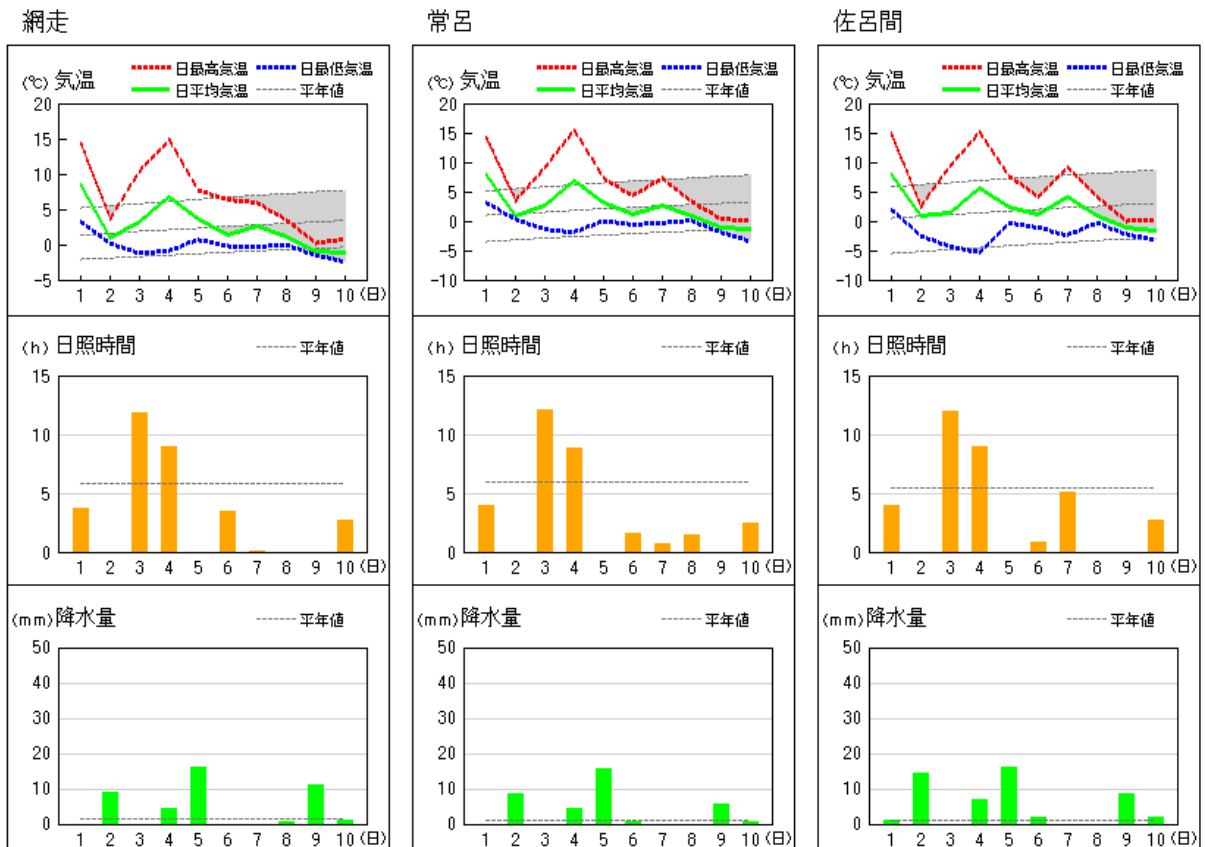 網走 常呂 佐呂間
日最高気温 日最低気温 日最高気温 日最低気温 日最高気温 日最低気温
(℃) 気温 日平均気温 平年値 (℃) 気温 日平均気温 平年値 (℃) 気温 日平均気温 平年値
20 20 20
15 15 15
10 10 10
5 5 5
0 0 0
-5 -5 -5
-10 -10
1 2 3 4 5 6 7 8 9 10 (日) 1 2 3 4 5 6 7 8 9 10 (日) 1 2 3 4 5 6 7 8 9 10 (日)
(h) 日照時間 平年値 (h) 日照時間 平年値 (h) 日照時間 平年値
15 15 15
10 10 10
5 5 5
0 0 0
1 2 3 4 5 6 7 8 9 10 (日) 1 2 3 4 5 6 7 8 9 10 (日) 1 2 3 4 5 6 7 8 9 10 (日)
(mm) 降水量 平年値 (mm) 降水量 平年値 (mm) 降水量 平年値
50 50 50
40 40 40
30 30 30
20 20 20
10 10 10
0 0 0
1 2 3 4 5 6 7 8 9 10 (日) 1 2 3 4 5 6 7 8 9 10 (日) 1 2 3 4 5 6 7 8 9 10 (日)